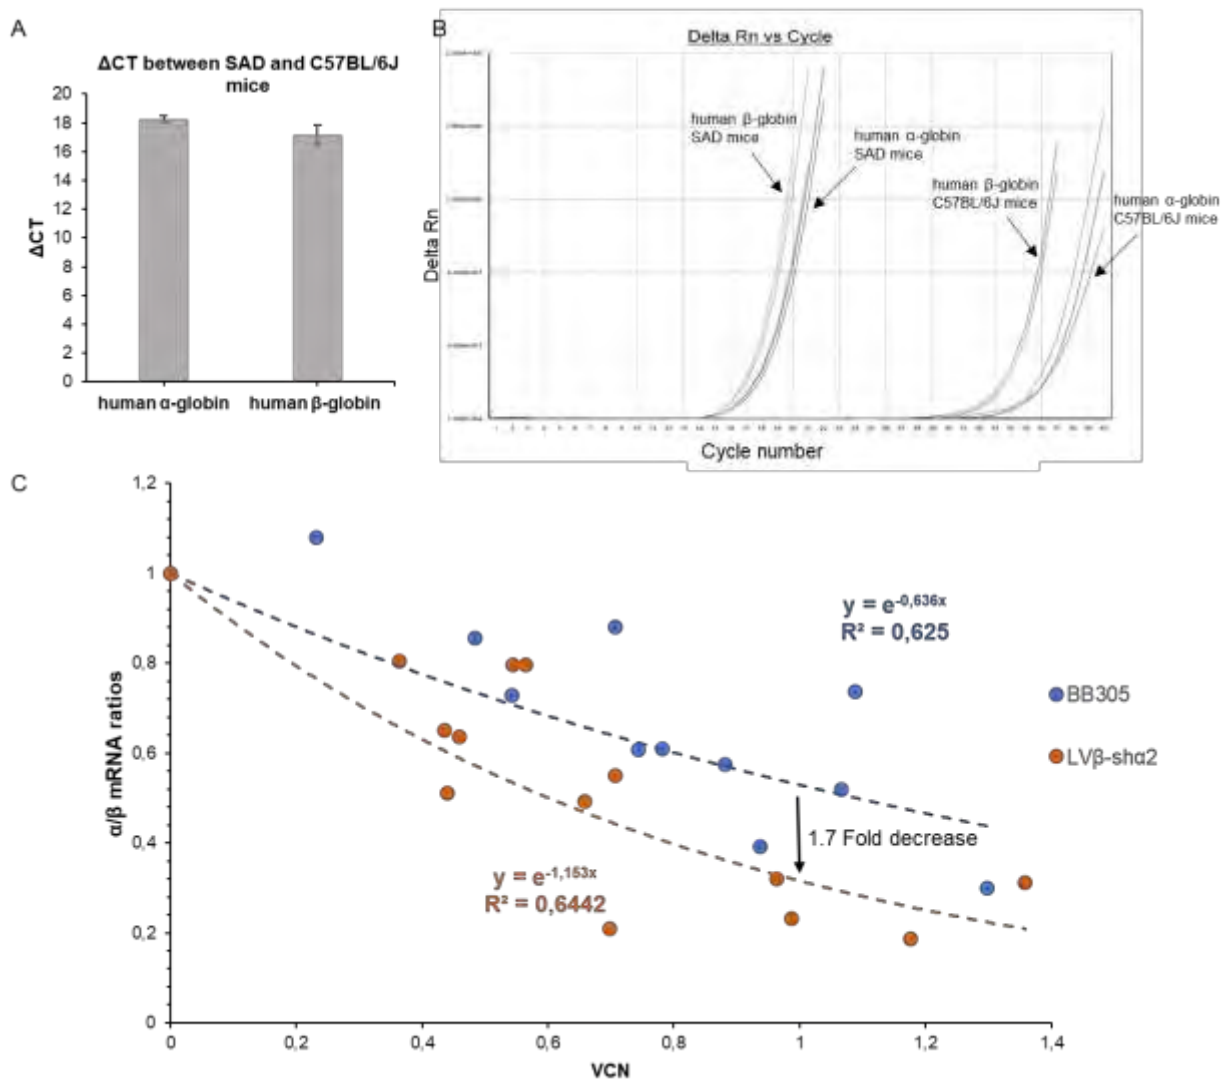 A
ΔCT between SAD and C57BL/6J
mice
20
18
16
14
12
10
8
6
4
2
0
ΔCT
human α-globin
human β-globin
B
Delta Rn vs Cycle
human β-globin
SAD mice
human α-globin
SAD mice
human β-globin
C57BL/6J mice
human α-globin
C57BL/6J mice
Delta Rn
Cycle number
C
1,2
1
0,8
0,6
0,4
0,2
0
α/β mRNA ratios
y = e-0,636x
R² = 0,625
BB305
LVβ-shα2
1.7 Fold decrease
y = e-1,153x
R² = 0,6442
0
0,2
0,4
0,6
0,8
1
1,2
1,4
VCN